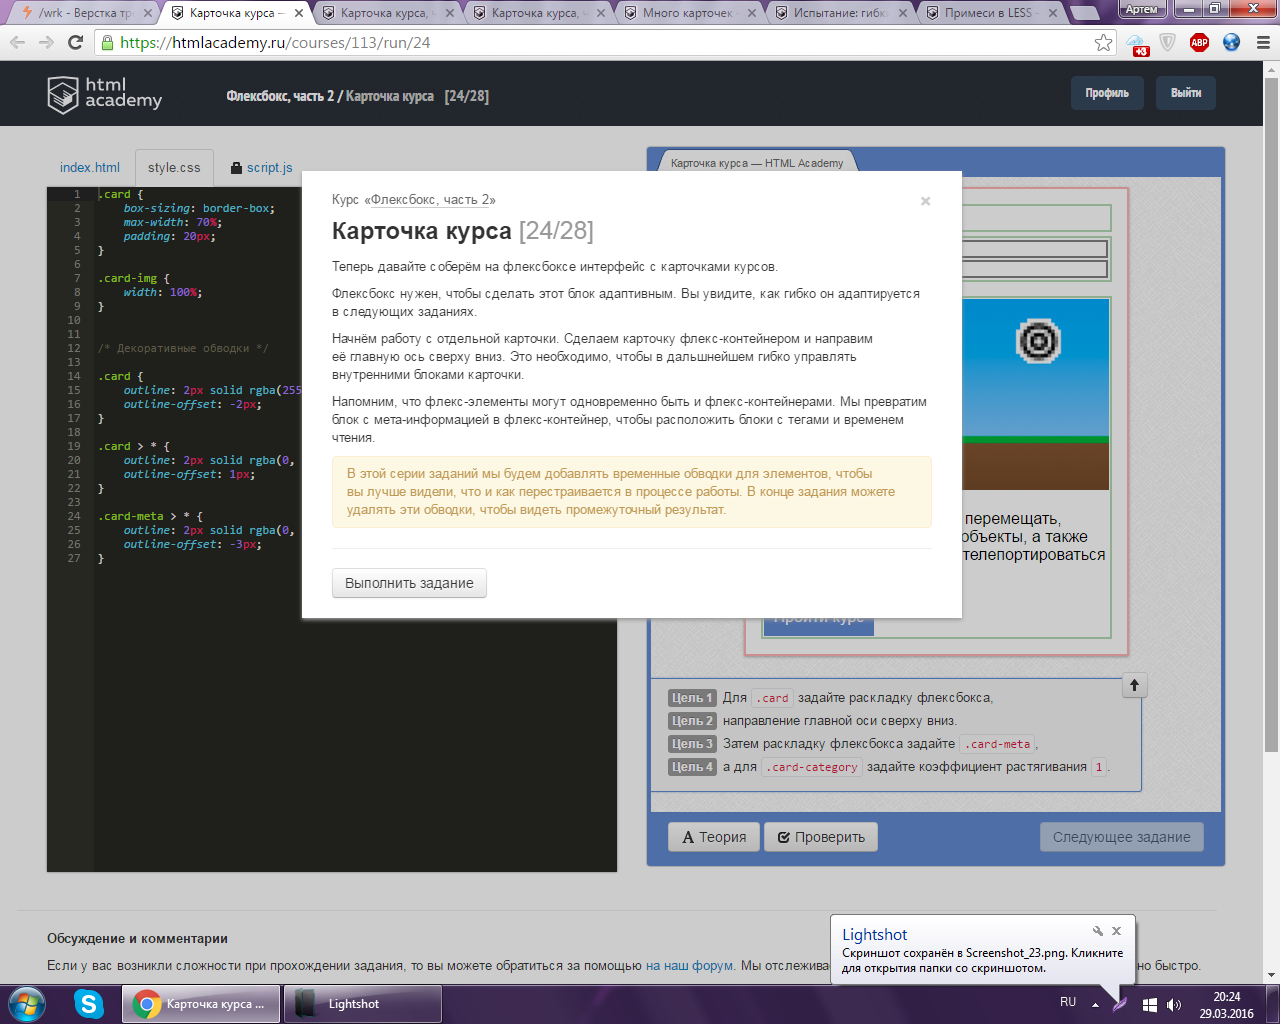 /wrk - Верстка тре
Карточка курса —
Карточка курса, ч
Карточка курса, ч
Много карточек -
Испытание: гибки
Примеси в LESS -
Артем
https://htmlacademy.ru/courses/113/run/24
+3
ABP
html academy
Флексбокс, часть 2 / Карточка курса [24/28]
Профиль
Выйти
index.html
style.css
script.js
Карточка курса — HTML Academy
1 .card {
2 box-sizing: border-box;
3 max-width: 70%;
4 padding: 20px;
5 }
6
7 .card-img {
8 width: 100%;
9 }
10
11
12 /* Декоративные обводки */
13
14 .card {
15 outline: 2px solid rgba(255
16 outline-offset: -2px;
17 }
18
19 .card > * {
20 outline: 2px solid rgba(0,
21 outline-offset: 1px;
22 }
23
24 .card-meta > * {
25 outline: 2px solid rgba(0,
26 outline-offset: -3px;
27 }
Курс «Флексбокс, часть 2»
×
Карточка курса [24/28]
Теперь давайте соберём на флексбоксе интерфейс с карточками курсов.
Флексбокс нужен, чтобы сделать этот блок адаптивным. Вы увидите, как гибко он адаптируется
в следующих заданиях.
Начнём работу с отдельной карточки. Сделаем карточку флекс-контейнером и направим
её главную ось сверху вниз. Это необходимо, чтобы в дальшнейшем гибко управлять
внутренними блоками карточки.
Напомним, что флекс-элементы могут одновременно быть и флекс-контейнерами. Мы превратим
блок с мета-информацией в флекс-контейнер, чтобы расположить блоки с тегами и временем
чтения.
В этой серии заданий мы будем добавлять временные обводки для элементов, чтобы
вы лучше видели, что и как перестраивается в процессе работы. В конце задания можете
удалять эти обводки, чтобы видеть промежуточный результат.
Выполнить задание
перемещать,
объекты, а также
телепортироваться
Пройти курс
Цель 1 Для .card задайте раскладку флексбокса,
Цель 2 направление главной оси сверху вниз.
Цель 3 Затем раскладку флексбокса задайте .card-meta,
Цель 4 а для .card-category задайте коэффициент растягивания 1.
Теория
Проверить
Следующее задание
Обсуждение и комментарии
Если у вас возникли сложности при прохождении задания, то вы можете обратиться за помощью на наш форум. Мы отслежива
но быстро.
Lightshot
Скриншот сохранён в Screenshot_23.png. Кликните
для открытия папки со скриншотом.
Карточка курса ...
Lightshot
RU
20:24
29.03.2016